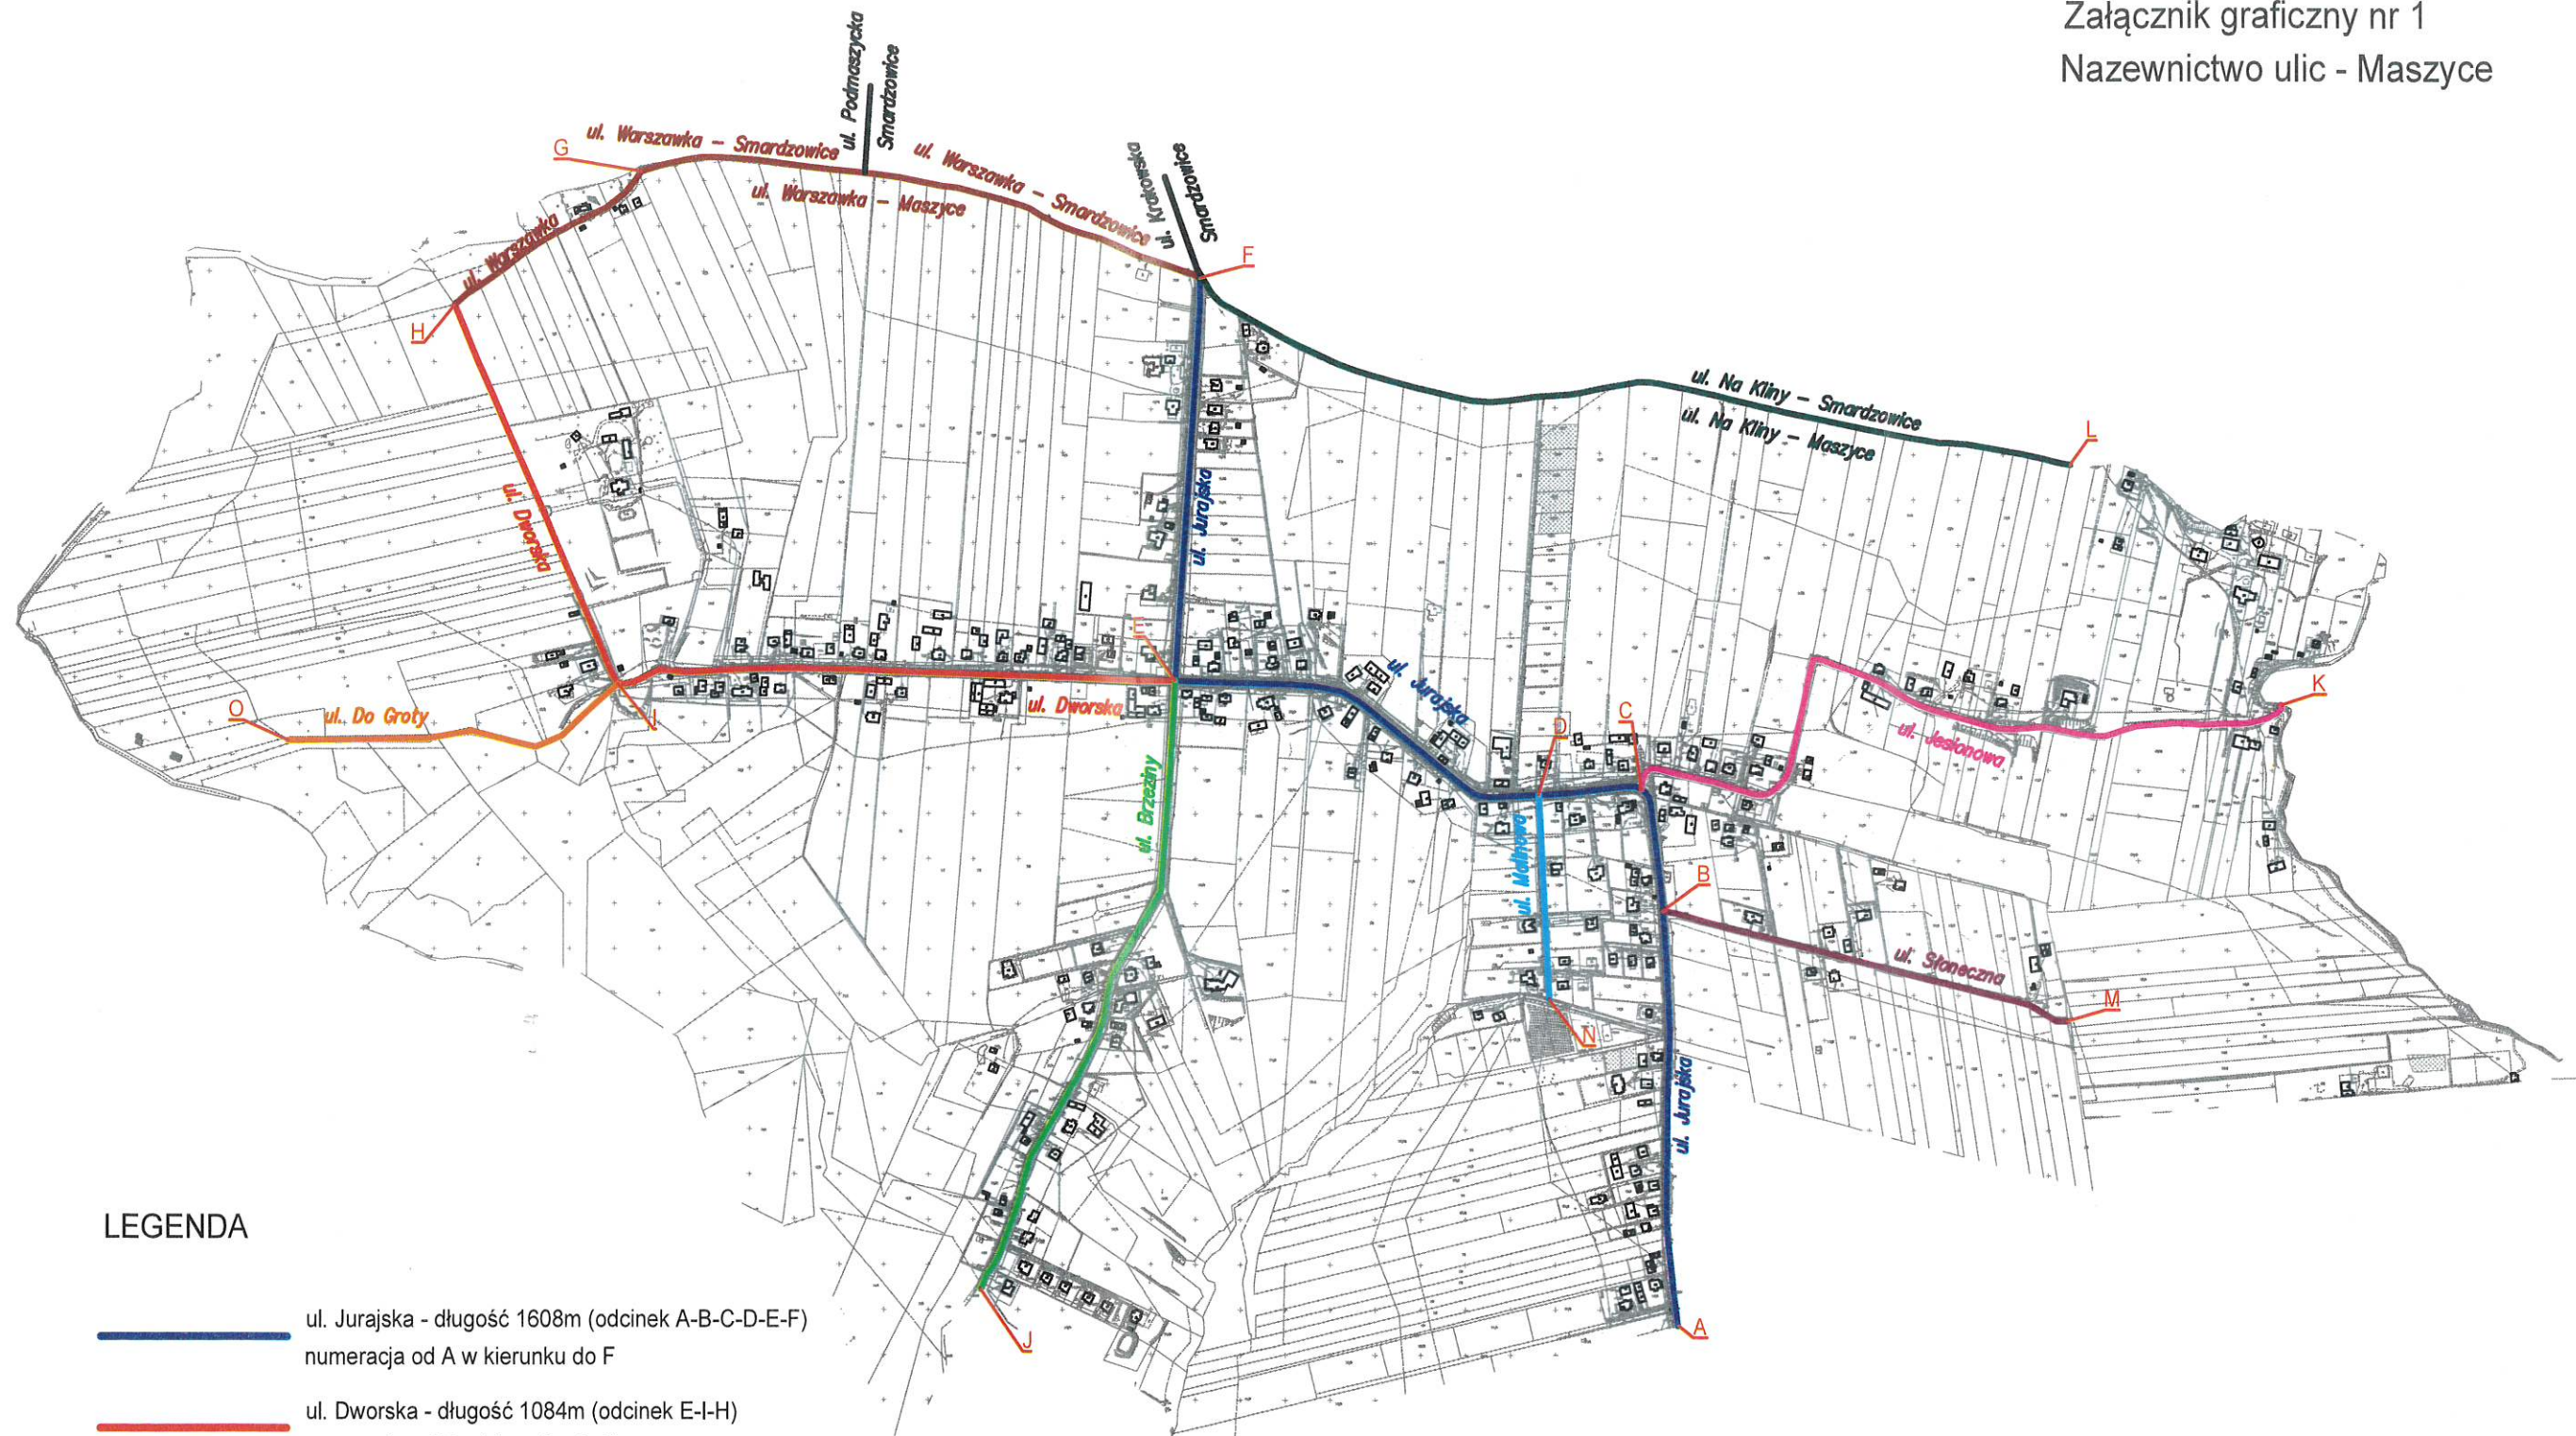 Załącznik graficzny nr 1
Nazewnictwo ulic - Maszyce
ul. Podmaszycka
Smardzowice
ul. Warszawka – Smardzowice
ul. Warszawka – Smardzowice
ul. Warszawka – Maszyce
ul. Krakowska
Smardzowice
G
F
ul. Warszawka
H
ul. Na Kliny – Smardzowice
ul. Na Kliny – Maszyce
L
ul. Dworska
ul. Jurajska
E
ul. Jurajska
K
O
ul. Do Groty
I
ul. Dworska
D
C
ul. Jesionowa
ul. Brzeziny
ul. Malinowa
B
ul. Słoneczna
M
N
ul. Jurajska
A
J
LEGENDA
ul. Jurajska - długość 1608m (odcinek A-B-C-D-E-F)
numeracja od A w kierunku do F
ul. Dworska - długość 1084m (odcinek E-I-H)